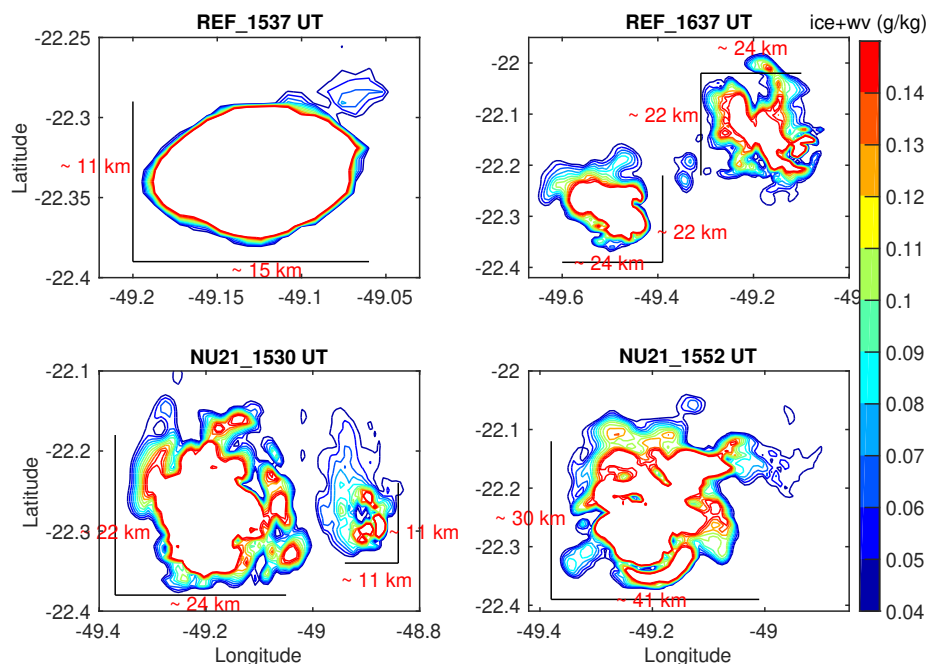 REF_1537 UT
REF_1637 UT
ice+wv (g/kg)
-22.25
-22.3
-22.35
-22.4
Latitude
-49.2
-49.15
-49.1
-49.05
~ 11 km
~ 15 km
-22
-22.1
-22.2
-22.3
-22.4
-49.6
-49.4
-49.2
-49
~ 24 km
~ 22 km
~ 22 km
~ 24 km
0.14
0.13
0.12
0.11
0.1
0.09
0.08
0.07
0.06
0.05
0.04
NU21_1530 UT
NU21_1552 UT
-22.1
-22.2
-22.3
-22.4
Latitude
-49.4
-49.2
-49
-48.8
Longitude
22 km
~ 24 km
~ 11 km
~ 11 km
-22
-22.1
-22.2
-22.3
-22.4
-49.4
-49.2
-49
Longitude
~ 30 km
~ 41 km